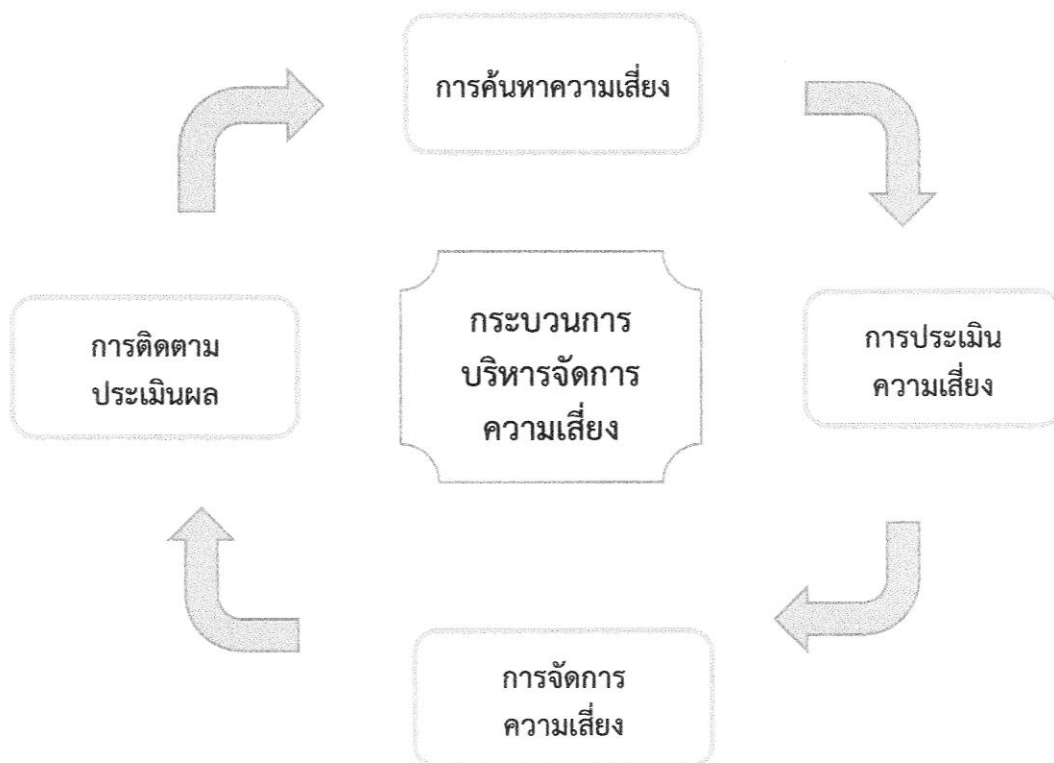 การค้นหาความเสี่ยง
กระบวนการ
บริหารจัดการ
ความเสี่ยง
การติดตาม
ประเมินผล
การประเมิน
ความเสี่ยง
การจัดการ
ความเสี่ยง